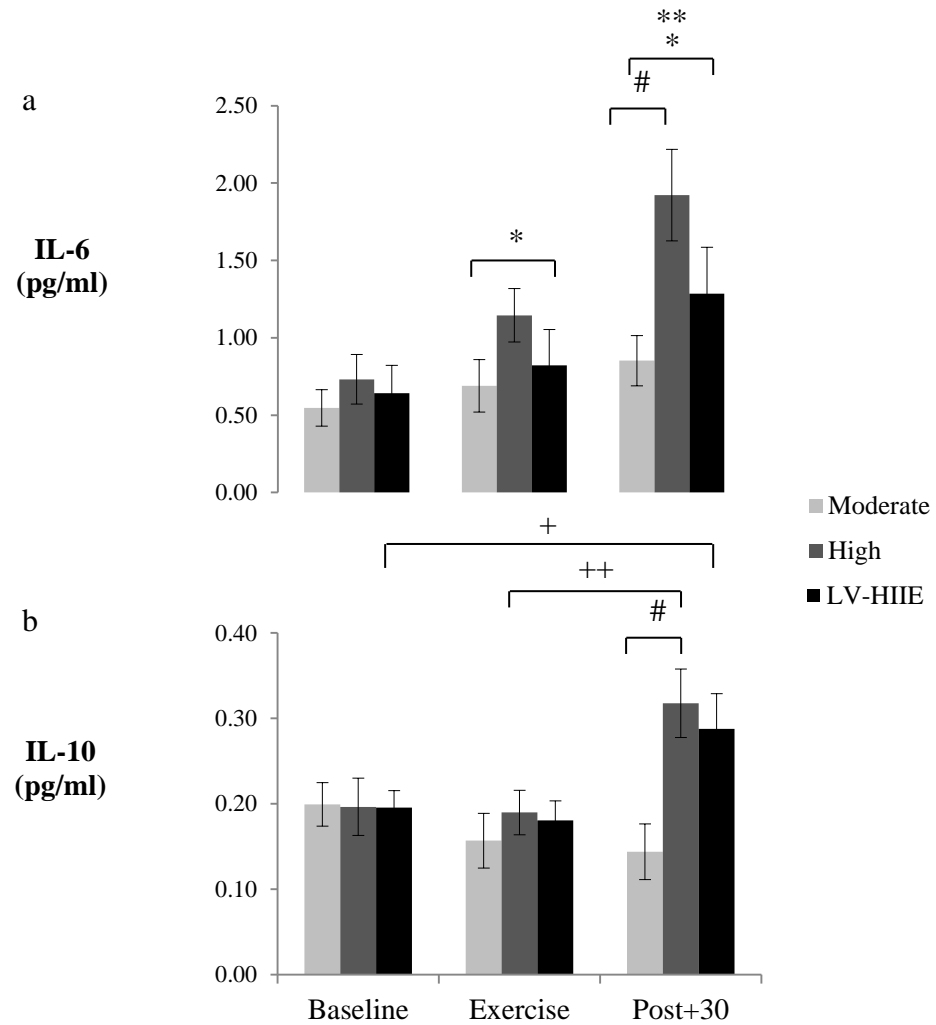 a
IL-6
(pg/ml)
2.50
2.00
1.50
1.00
0.50
0.00
*
**
*
#
Moderate
High
LV-HIIE
b
IL-10
(pg/ml)
0.40
0.30
0.20
0.10
0.00
+
++
#
Baseline Exercise Post+30